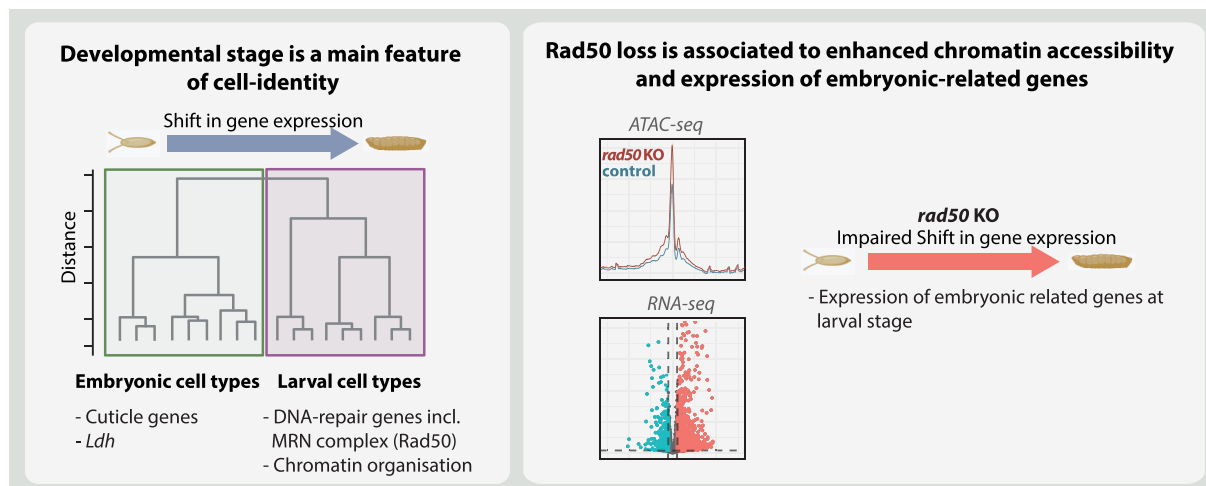 Developmental stage is a main feature
of cell-identity
Shift in gene expression
Distance
Embryonic cell types
- Cuticle genes
- Ldh
Larval cell types
- DNA-repair genes incl.
MRN complex (Rad50)
- Chromatin organisation
Rad50 loss is associated to enhanced chromatin accessibility
and expression of embryonic-related genes
ATAC-seq
rad50 KO
control
RNA-seq
rad50 KO
Impaired Shift in gene expression
- Expression of embryonic related genes at
larval stage